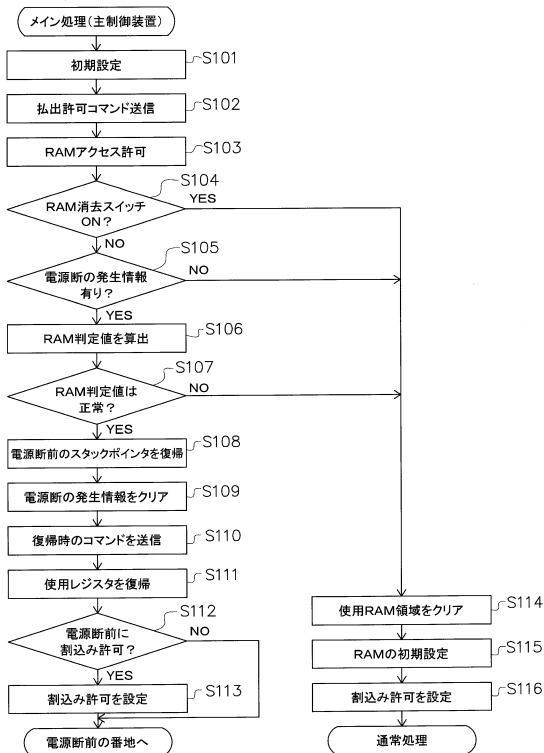 メイン処理(主制御装置)
初期設定
S101
払出許可コマンド送信
S102
RAMアクセス許可
S103
S104
RAM消去スイッチ
ON?
YES
NO
S105
電源断の発生情報
有り?
NO
YES
RAM判定値を算出
S106
S107
RAM判定値は
正常?
NO
YES
電源断前のスタックポインタを復帰
S108
電源断の発生情報をクリア
S109
復帰時のコマンドを送信
S110
使用レジスタを復帰
S111
S112
電源断前に
割込み許可?
NO
YES
割込み許可を設定
S113
電源断前の番地へ
使用RAM領域をクリア
S114
RAMの初期設定
S115
割込み許可を設定
S116
通常処理